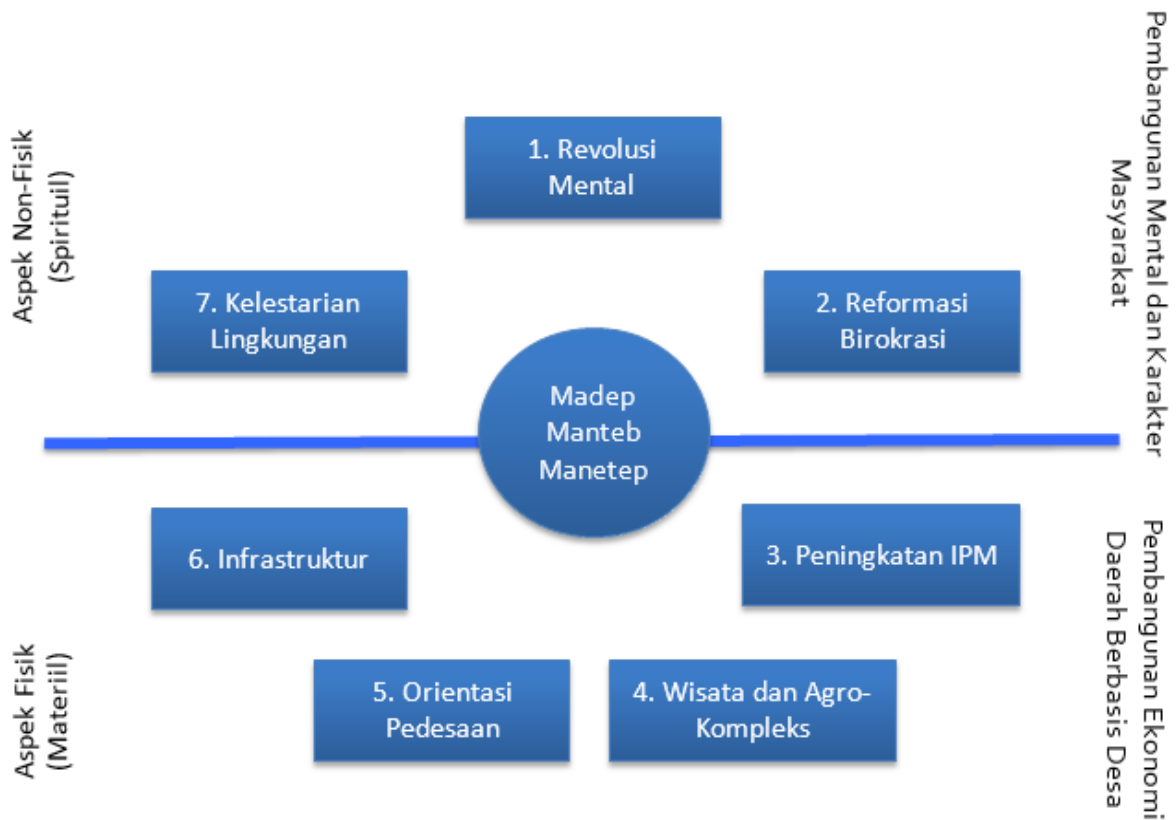 Aspek Non-Fisik
(Spirituil)
1. Revolusi
Mental
Pembangunan Mental dan Karakter
Masyarakat
7. Kelestarian
Lingkungan
2. Reformasi
Birokrasi
Madep
Manteb
Manetep
6. Infrastruktur
3. Peningkatan IPM
Aspek Fisik
(Materiil)
5. Orientasi
Pedesaan
4. Wisata dan Agro-
Kompleks
Pembangunan Ekonomi
Daerah Berbasis Desa